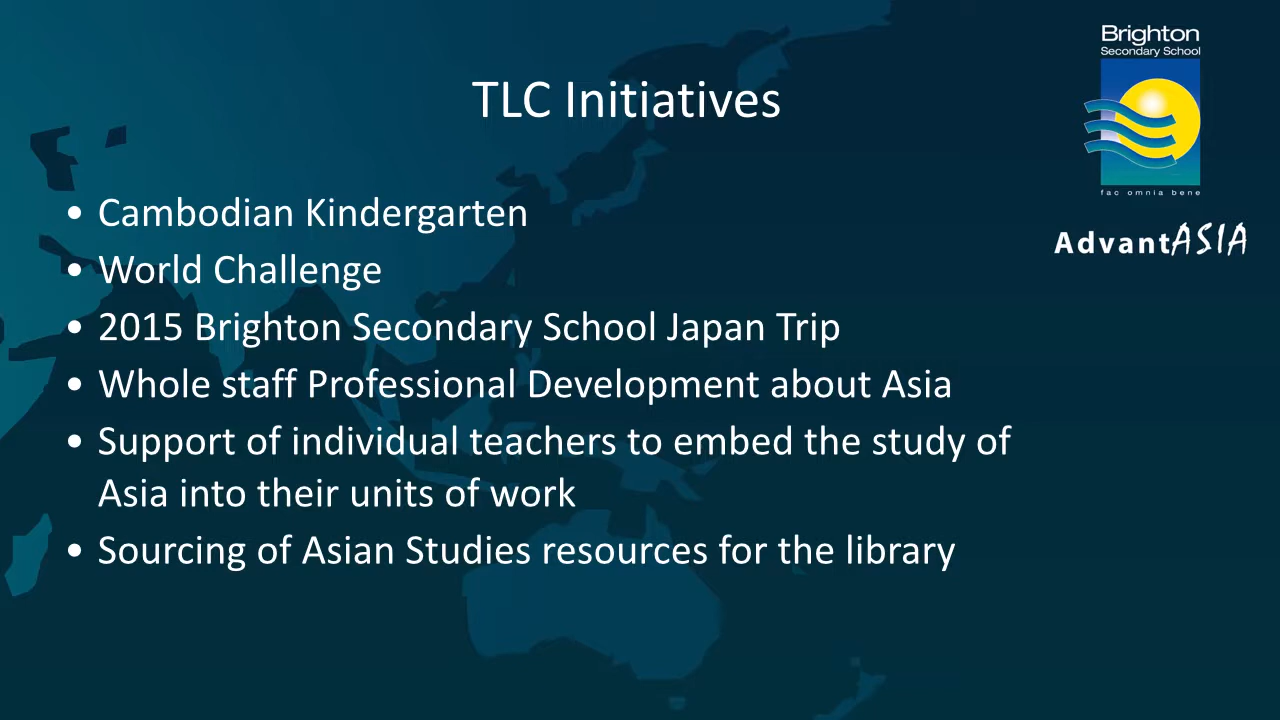 Brighton
Secondary School
TLC Initiatives
fac omnia bene
AdvantASIA
• Cambodian Kindergarten
• World Challenge
• 2015 Brighton Secondary School Japan Trip
• Whole staff Professional Development about Asia
• Support of individual teachers to embed the study of
Asia into their units of work
• Sourcing of Asian Studies resources for the library